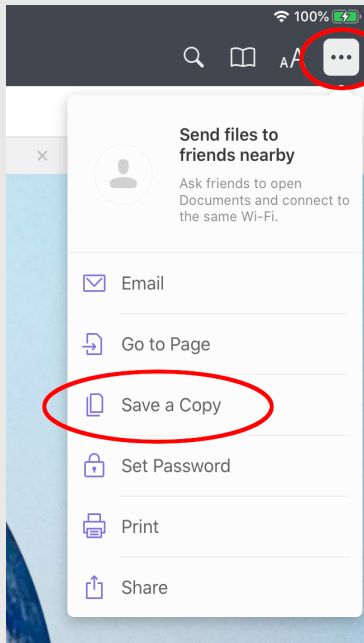 100%
AA
Send files to
friends nearby
Ask friends to open
Documents and connect to
the same Wi-Fi.
Email
Go to Page
Save a Copy
Set Password
Print
Share